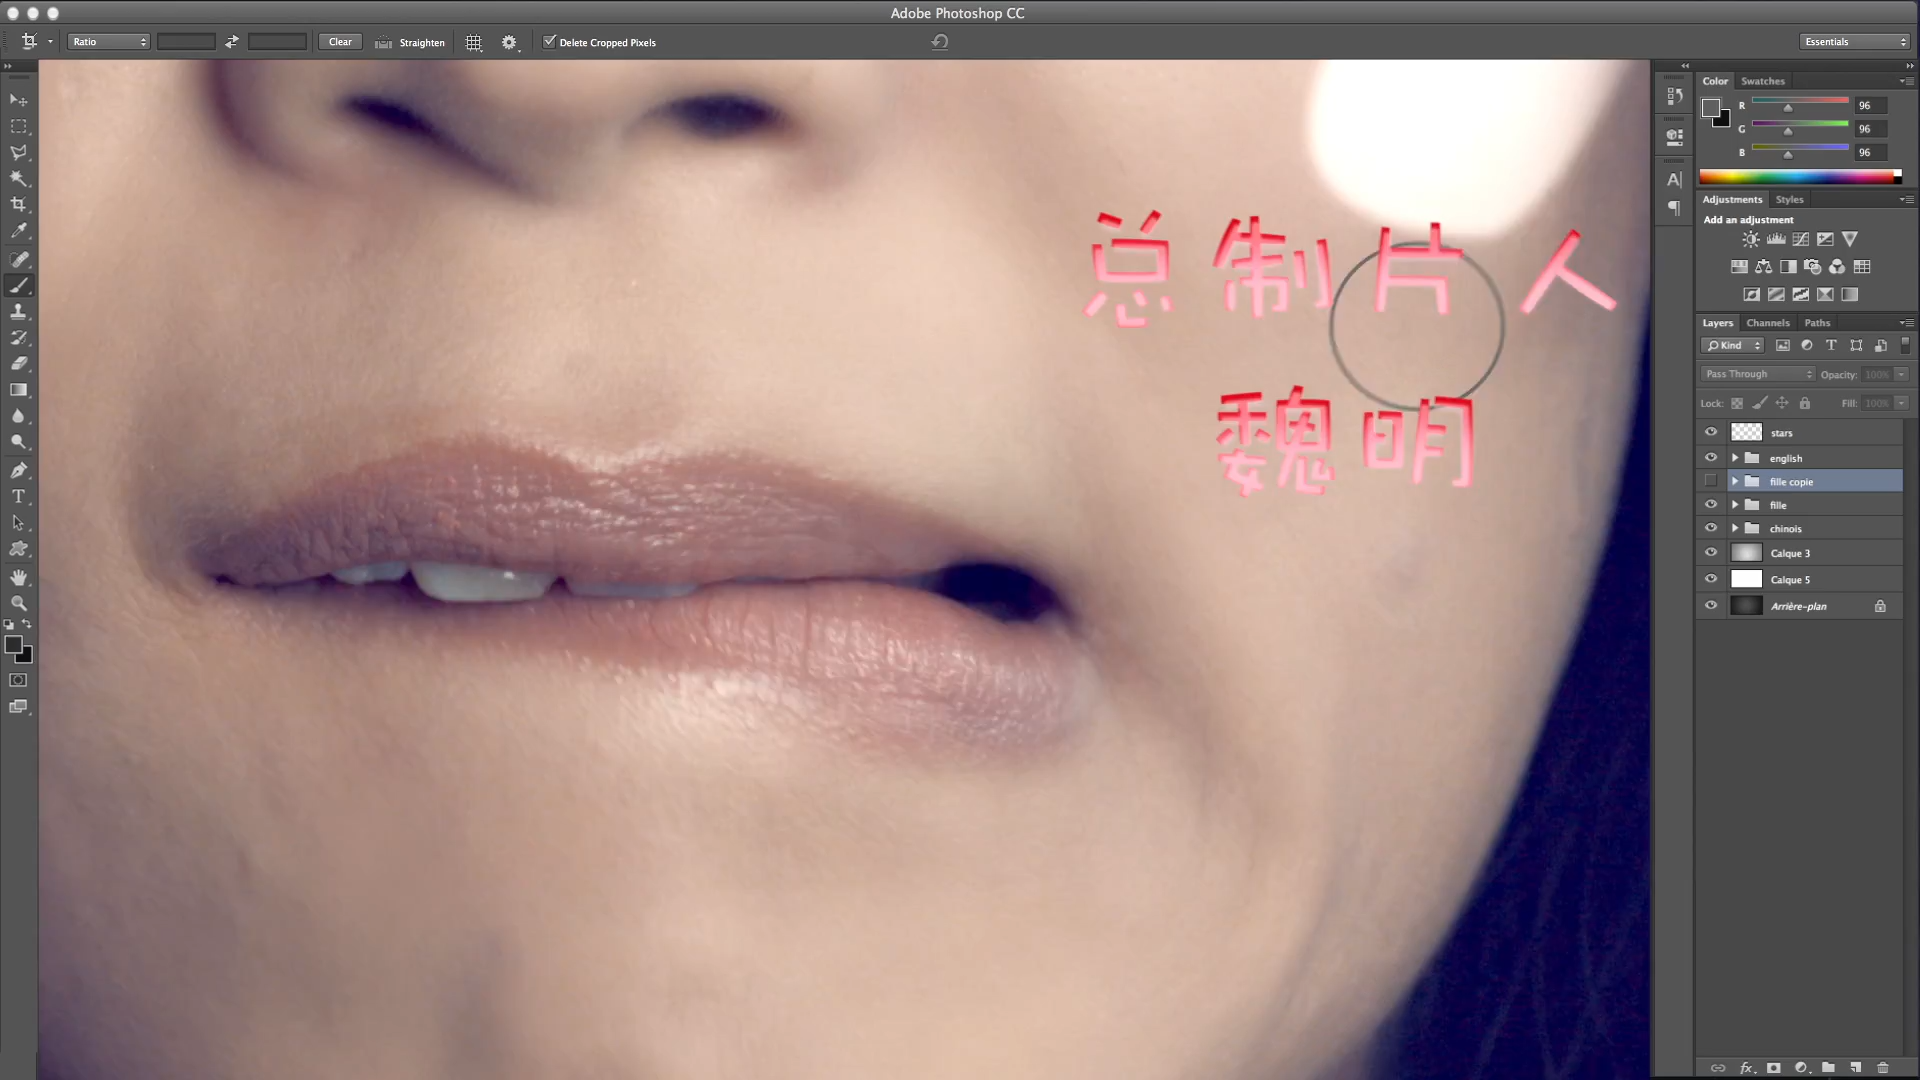 Adobe Photoshop CC
Ratio
Clear
Straighten
Delete Cropped Pixels
Essentials
Color
Swatches
R
96
G
96
B
96
Adjustments
Styles
Add an adjustment
Layers
Channels
Paths
Kind
Pass Through
Opacity: 100%
Lock:
Fill: 100%
stars
english
fille copie
fille
chinois
Calque 3
Calque 5
Arrière-plan
总制片人
魏明